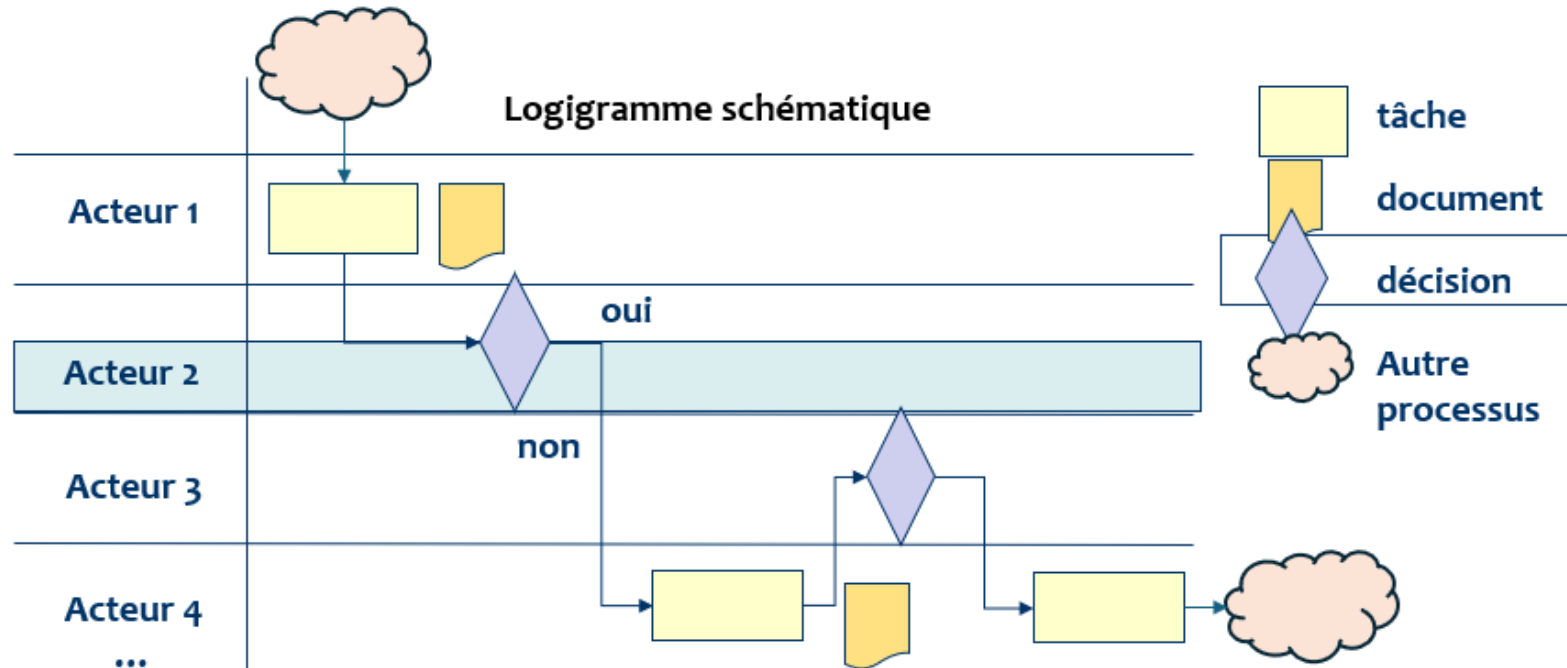 Logigramme schématique
tâche
Acteur 1
document
oui
décision
Acteur 2
Autre
processus
non
Acteur 3
Acteur 4
...